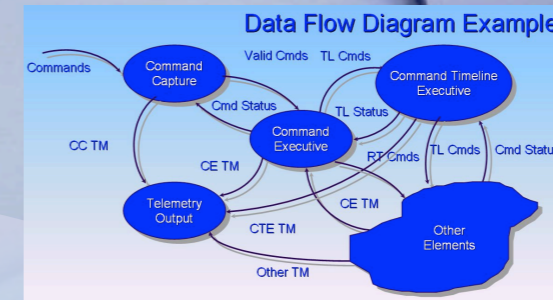 Data Flow Diagram Example
Commands
Command
Capture
Valid Cmds
TL Cmds
Command Timeline
Executive
Cmd Status
TL Status
CC TM
Command
Executive
RT Cmds
TL Cmds
Cmd Statu
CE TM
Telemetry
Output
CE TM
CTE TM
Other
Elements
Other TM